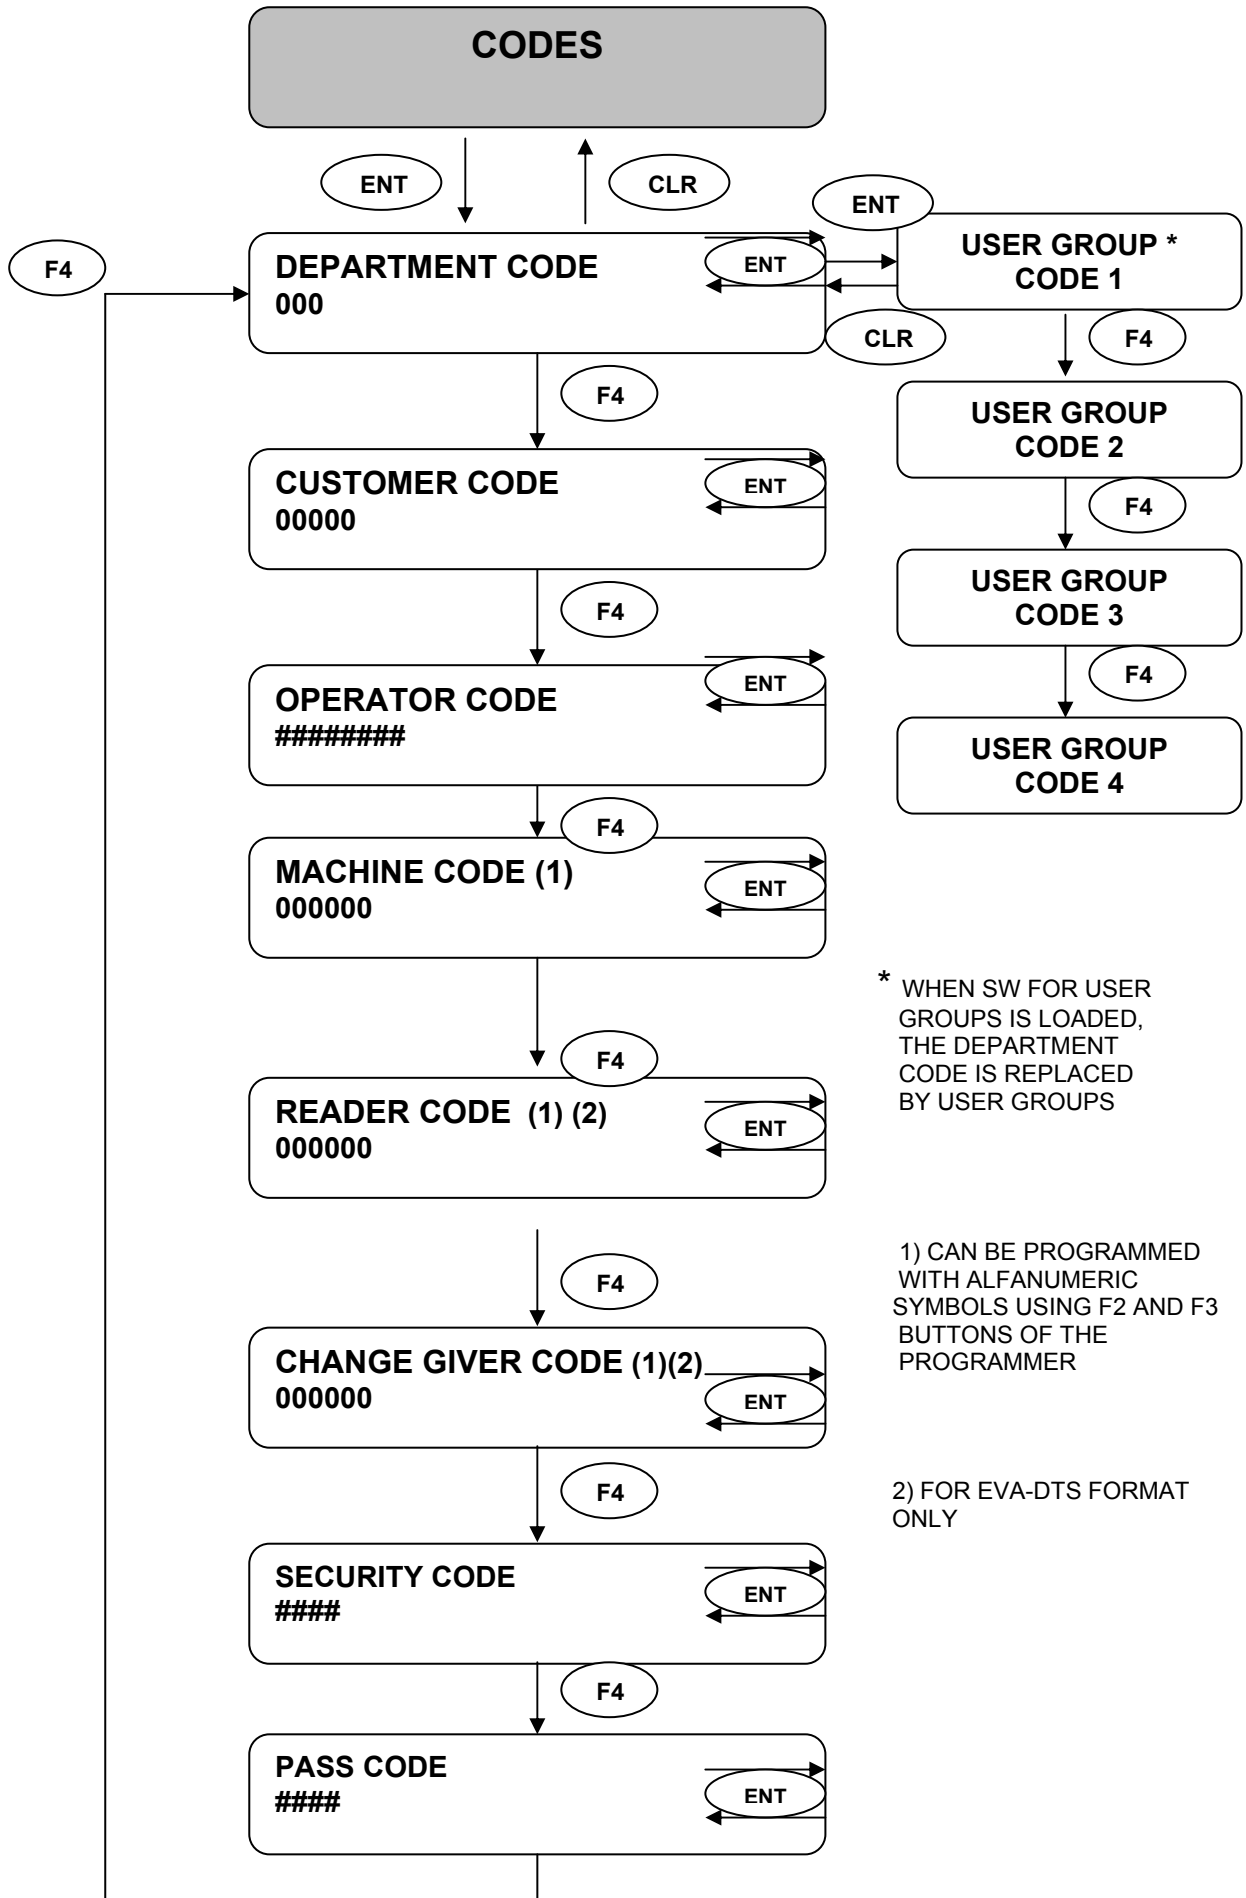 CODES
ENT
CLR
ENT
F4
DEPARTMENT CODE
000
ENT
USER GROUP *
CODE 1
CLR
F4
F4
USER GROUP
CODE 2
CUSTOMER CODE
00000
ENT
F4
USER GROUP
CODE 3
F4
F4
OPERATOR CODE
########
ENT
USER GROUP
CODE 4
F4
MACHINE CODE (1)
000000
ENT
* WHEN SW FOR USER
GROUPS IS LOADED,
THE DEPARTMENT
CODE IS REPLACED
BY USER GROUPS
F4
READER CODE (1) (2)
000000
ENT
1) CAN BE PROGRAMMED
WITH ALFANUMERIC
SYMBOLS USING F2 AND F3
BUTTONS OF THE
PROGRAMMER
F4
CHANGE GIVER CODE (1)(2)
000000
ENT
F4
2) FOR EVA-DTS FORMAT
ONLY
SECURITY CODE
####
ENT
F4
PASS CODE
####
ENT